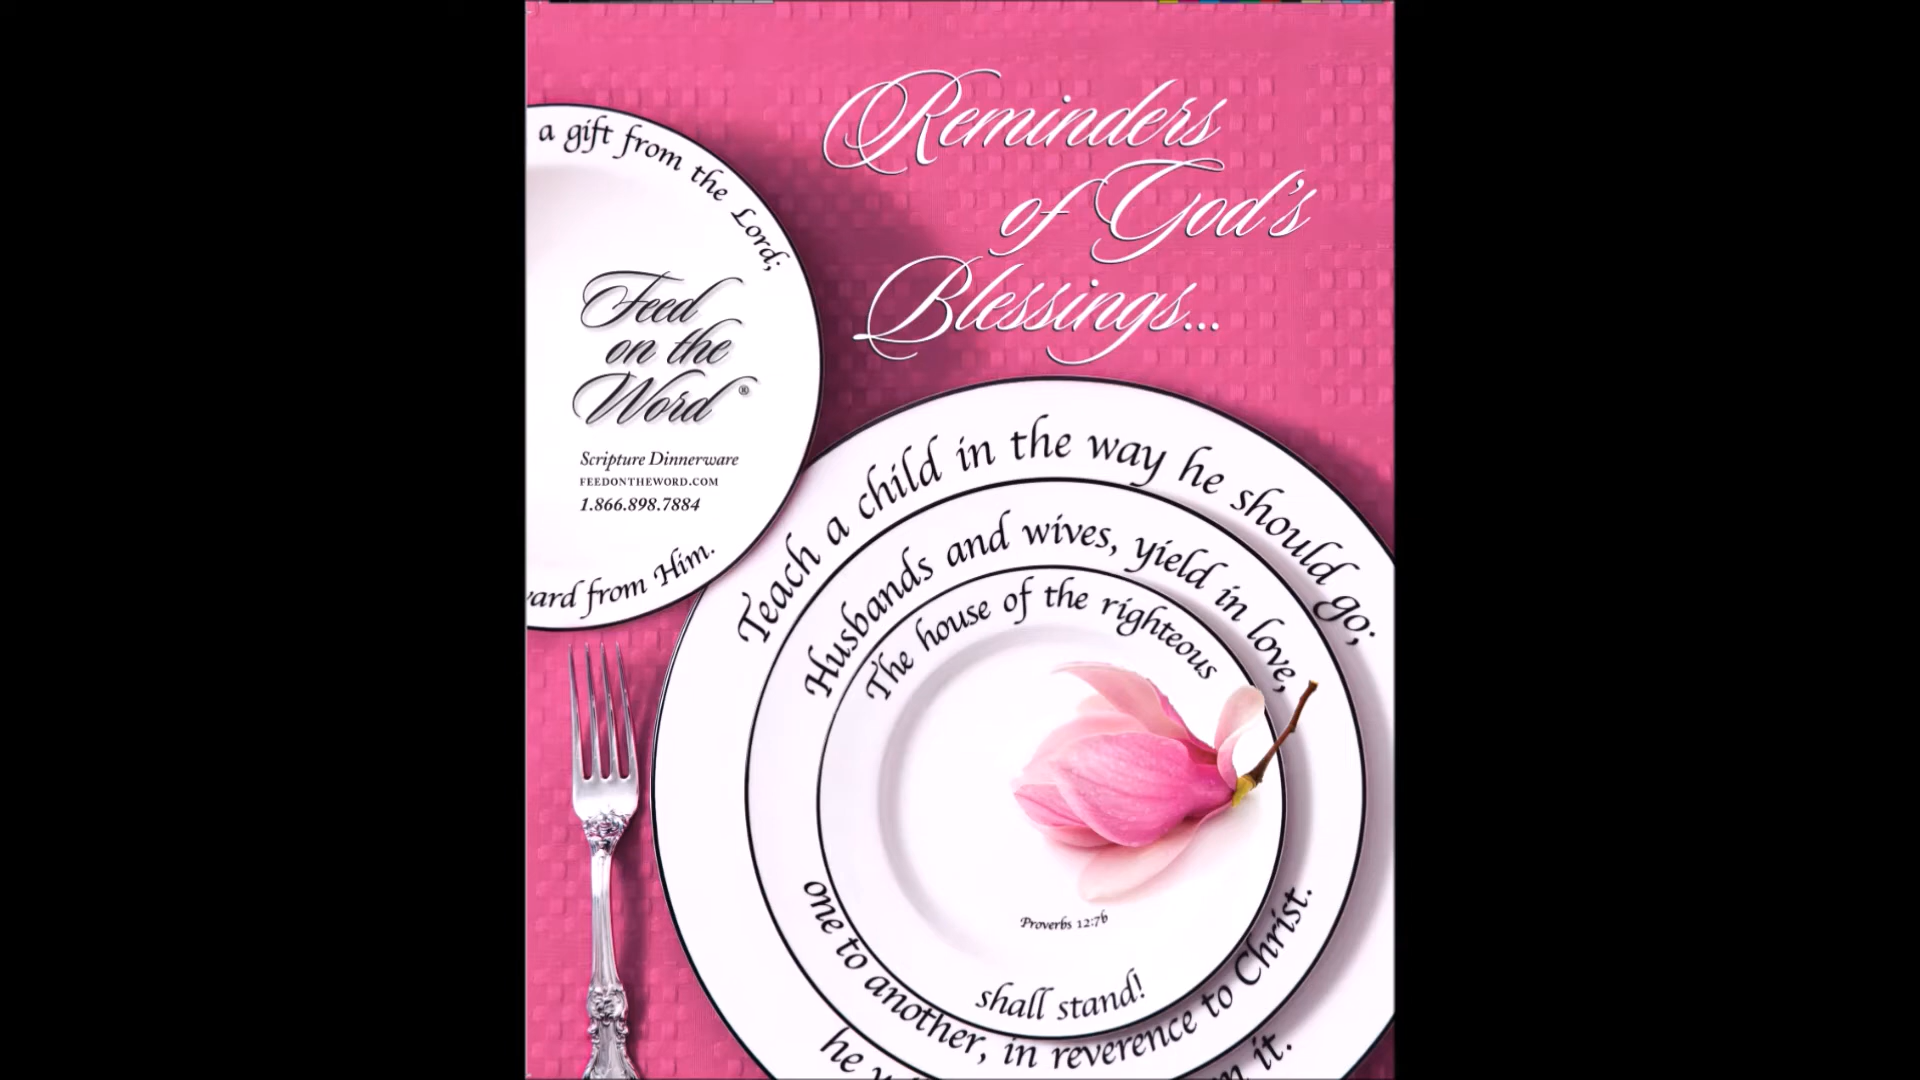 Reminders
of God's
Blessings...
a gift from the Lord;
Feed
on the
Word®
Scripture Dinnerware
FEEDONTHEWORD.COM
1.866.898.7884
from Him.
Teach a child in the way he should go;
Husbands and wives, yield in love,
The house of the righteous
Proverbs 12:7b
shall stand!
one to another, in reverence to Christ.
he
it.